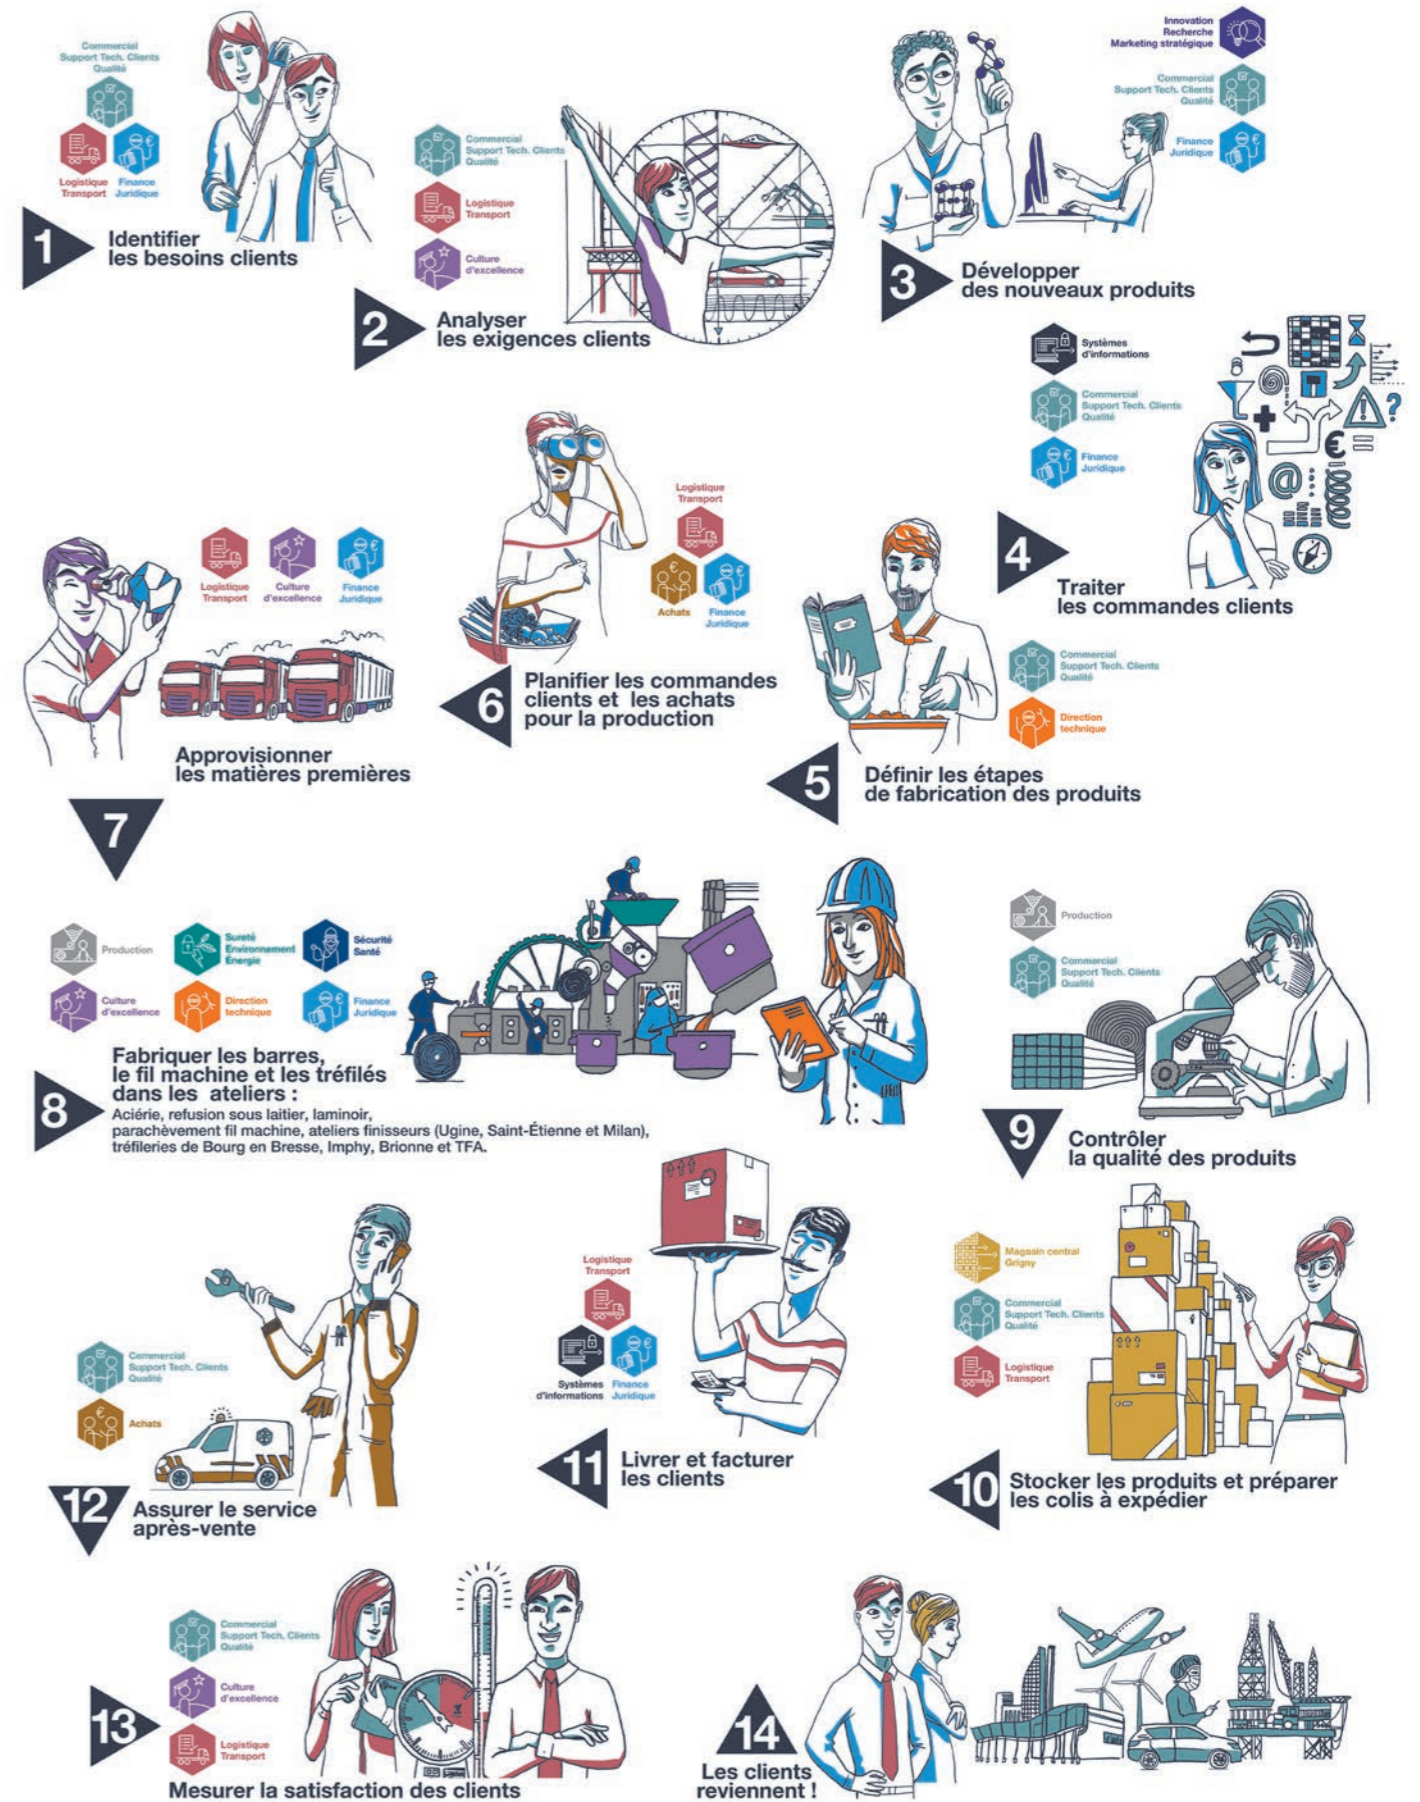 Commercial
Support Tech. Clients
Qualité
Logistique
Transport
Finance
Juridique
1
Identifier
les besoins clients
Commercial
Support Tech. Clients
Qualité
Logistique
Transport
Culture
d'excellence
2
Analyser
les exigences clients
Innovation
Recherche
Marketing stratégique
Commercial
Support Tech. Clients
Qualité
Finance
Juridique
3
Développer
des nouveaux produits
Systèmes
d'informations
Commercial
Support Tech. Clients
Qualité
Finance
Juridique
?
€
@
4
Traiter
les commandes clients
Commercial
Support Tech. Clients
Qualité
Direction
technique
5
Définir les étapes
de fabrication des produits
Logistique
Transport
Achats
Finance
Juridique
6
Planifier les commandes
clients et les achats
pour la production
Logistique
Transport
Culture
d'excellence
Finance
Juridique
Approvisionner
les matières premières
7
Production
Sureté
Environnement
Énergie
Sécurité
Santé
Culture
d'excellence
Direction
technique
Finance
Juridique
8
Fabriquer les barres,
le fil machine et les tréfilés
dans les ateliers :
Aciérie, refusion sous laitier, laminoir,
parachèvement fil machine, ateliers finisseurs (Ugine, Saint-Étienne et Milan),
tréfileries de Bourg en Bresse, Imphy, Brionne et TFA.
Production
Commercial
Support Tech. Clients
Qualité
9
Contrôler
la qualité des produits
Magasin central
Grigny
Commercial
Support Tech. Clients
Qualité
Logistique
Transport
10
Stocker les produits et préparer
les colis à expédier
Logistique
Transport
Systèmes
d'informations
Finance
Juridique
11
Livrer et facturer
les clients
Commercial
Support Tech. Clients
Qualité
Achats
12
Assurer le service
après-vente
Commercial
Support Tech. Clients
Qualité
Culture
d'excellence
Logistique
Transport
13
Mesurer la satisfaction des clients
14
Les clients
reviennent !